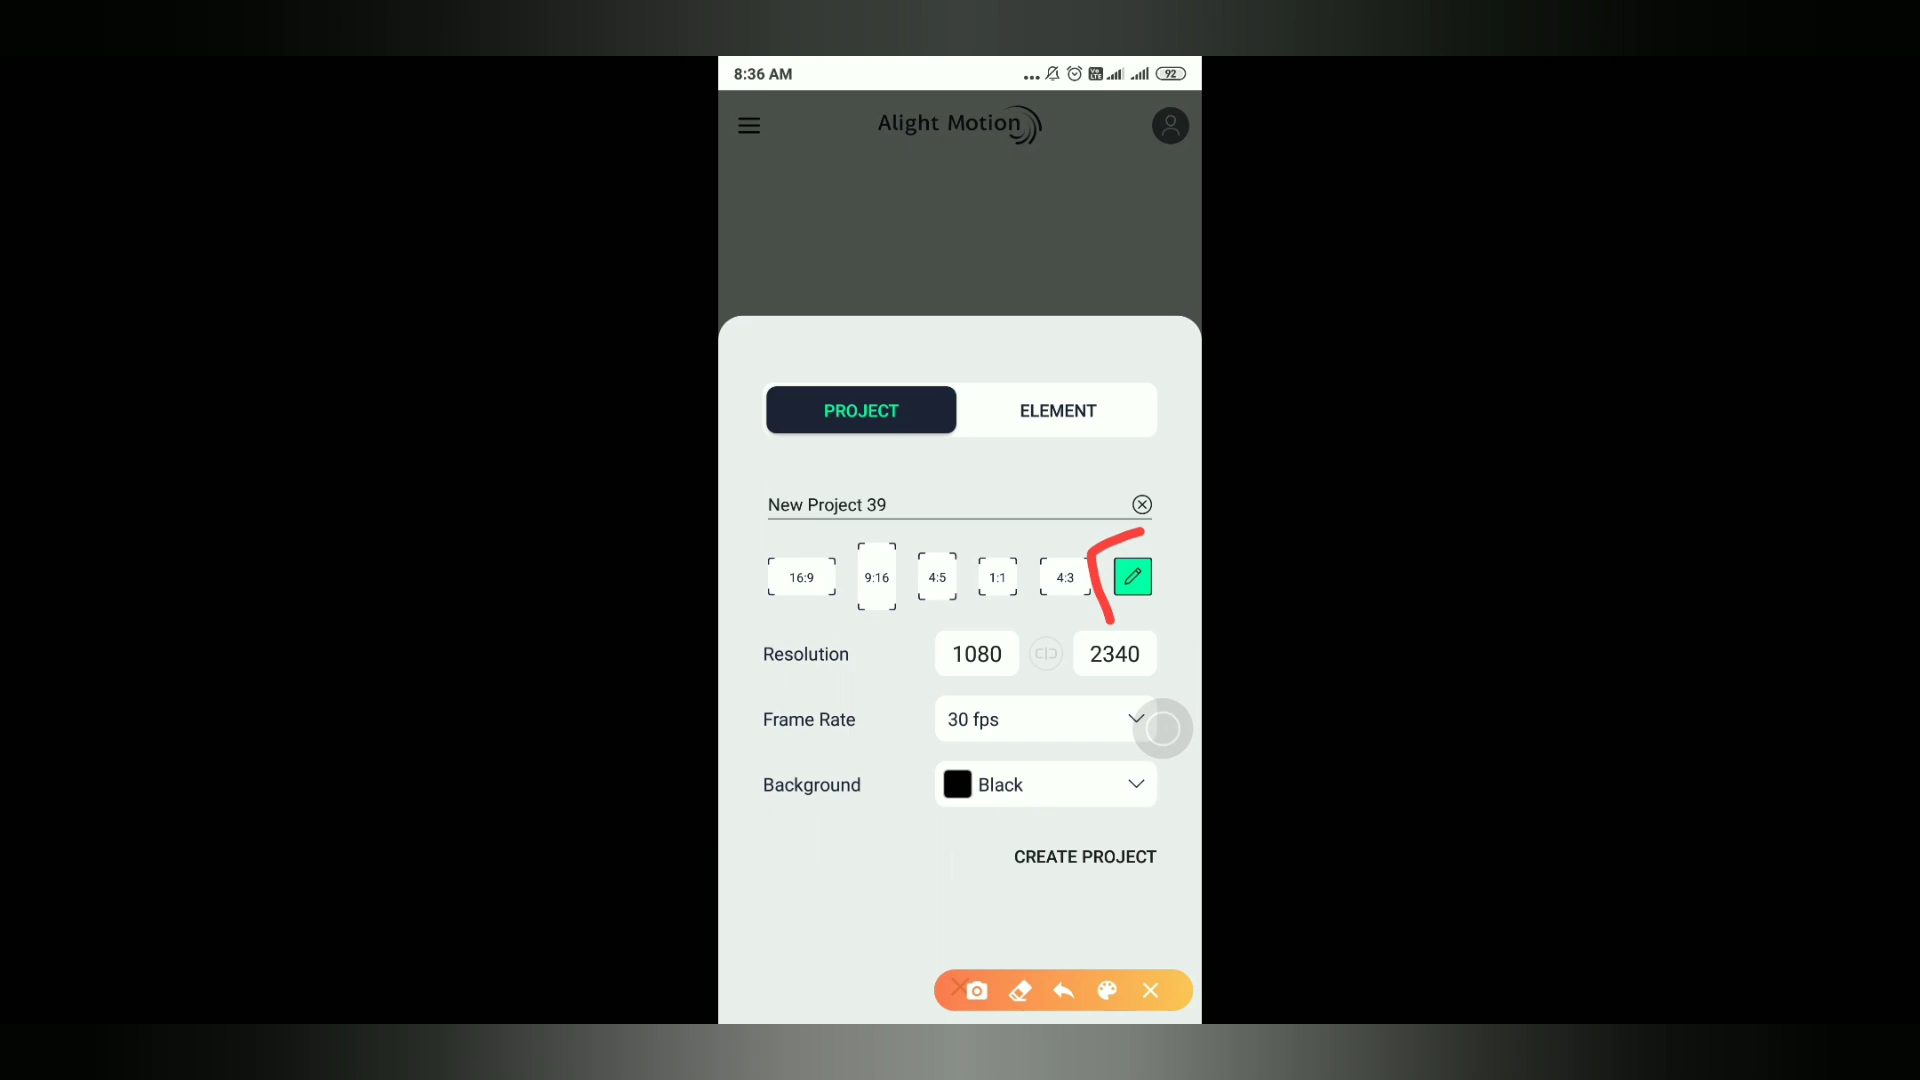 8:36 AM
92
Alight Motion
PROJECT
ELEMENT
New Project 39
16:9
9:16
4:5
1:1
4:3
Resolution
1080
2340
Frame Rate
30 fps
Background
Black
CREATE PROJECT